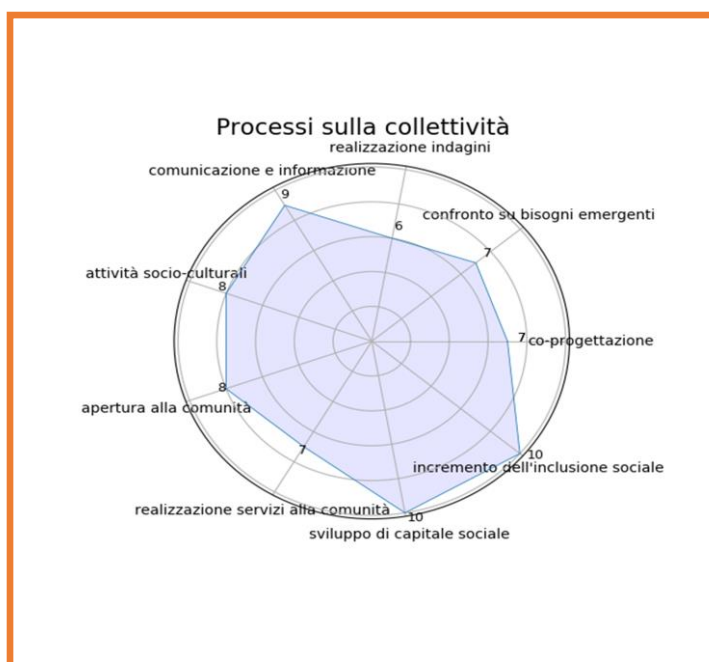 Processi sulla collettività
realizzazione indagini
comunicazione e informazione
9
confronto su bisogni emergenti
6
7
attività socio-culturali
8
7
co-progettazione
8
apertura alla comunità
7
10
incremento dell'inclusione sociale
realizzazione servizi alla comunità
10
sviluppo di capitale sociale